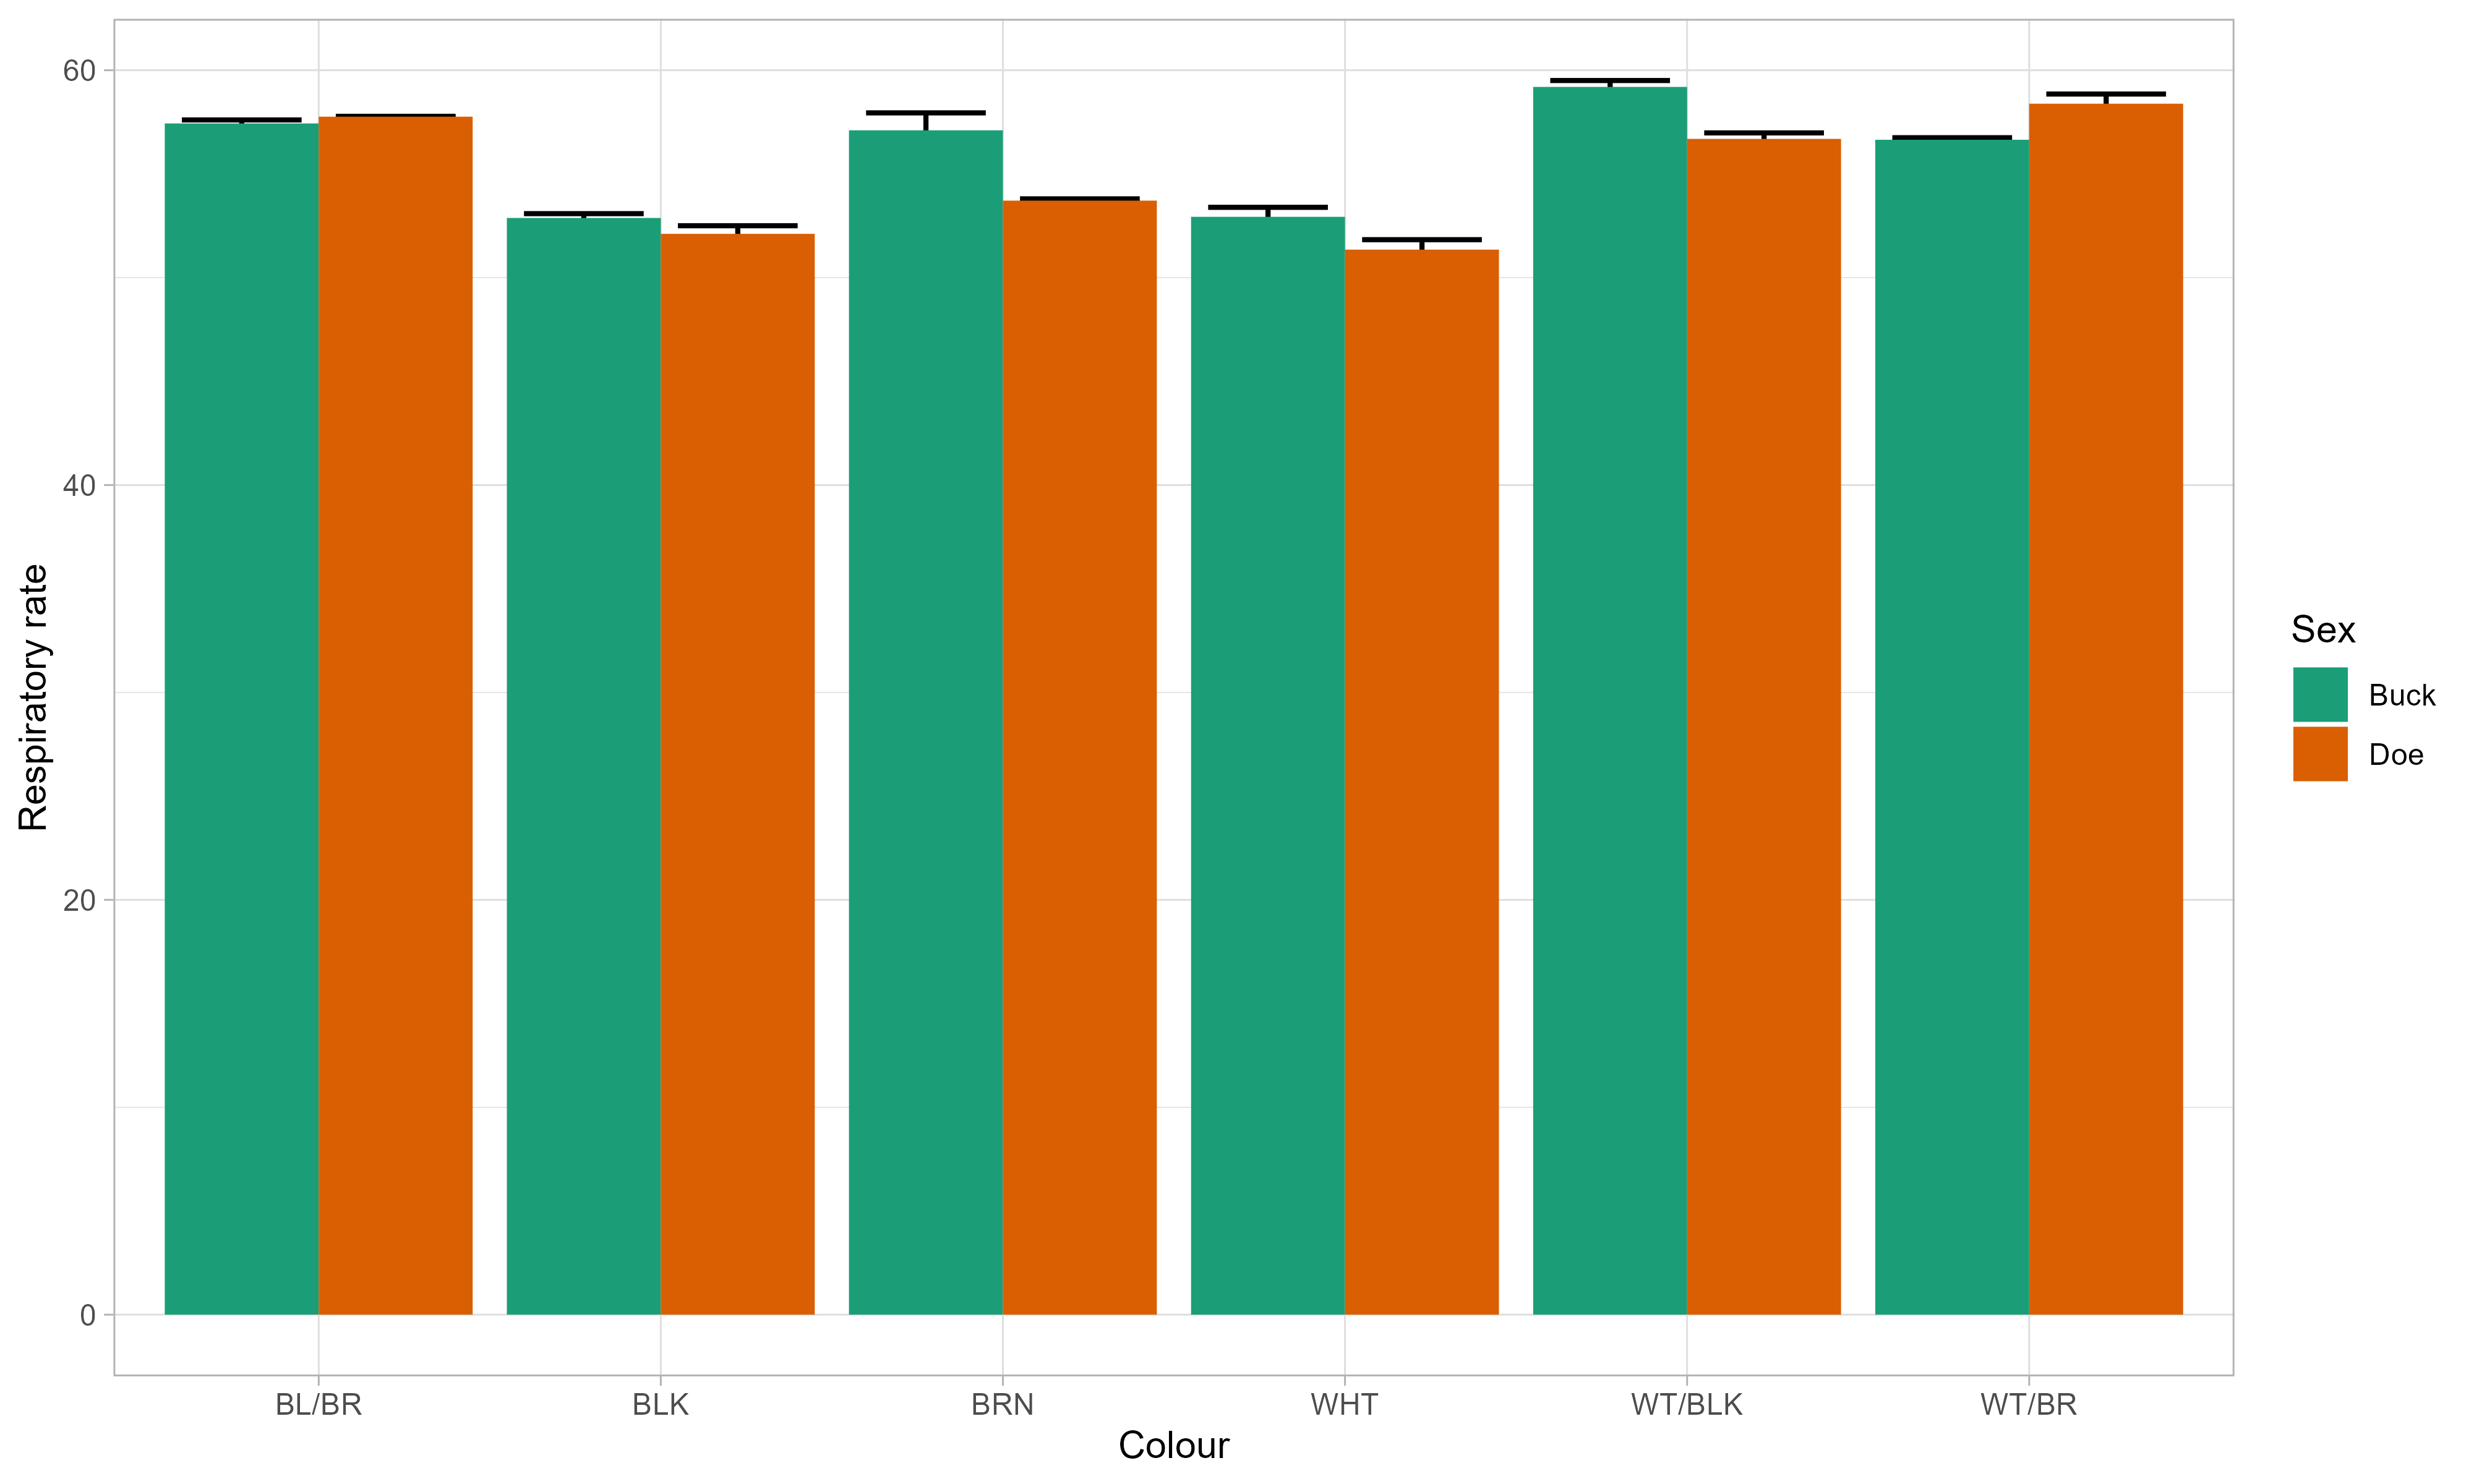 60
40
20
0
Respiratory rate
BL/BR
BLK
BRN
WHT
WT/BLK
WT/BR
Colour
Sex
Buck
Doe